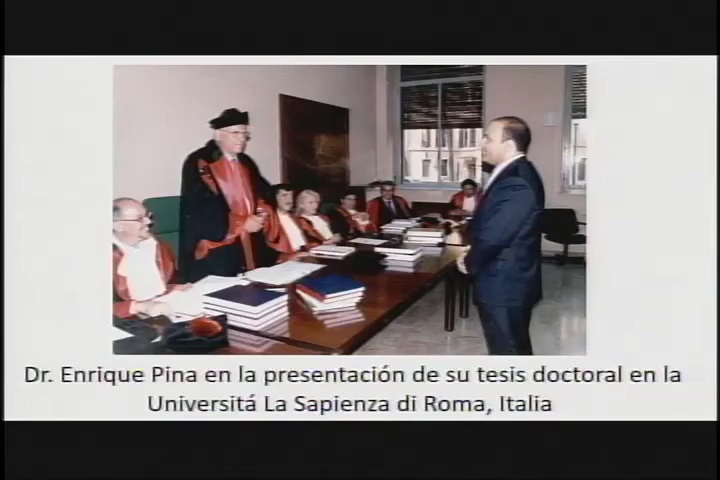 Dr. Enrique Pina en la presentación de su tesis doctoral en la
Universitá La Sapienza di Roma, Italia